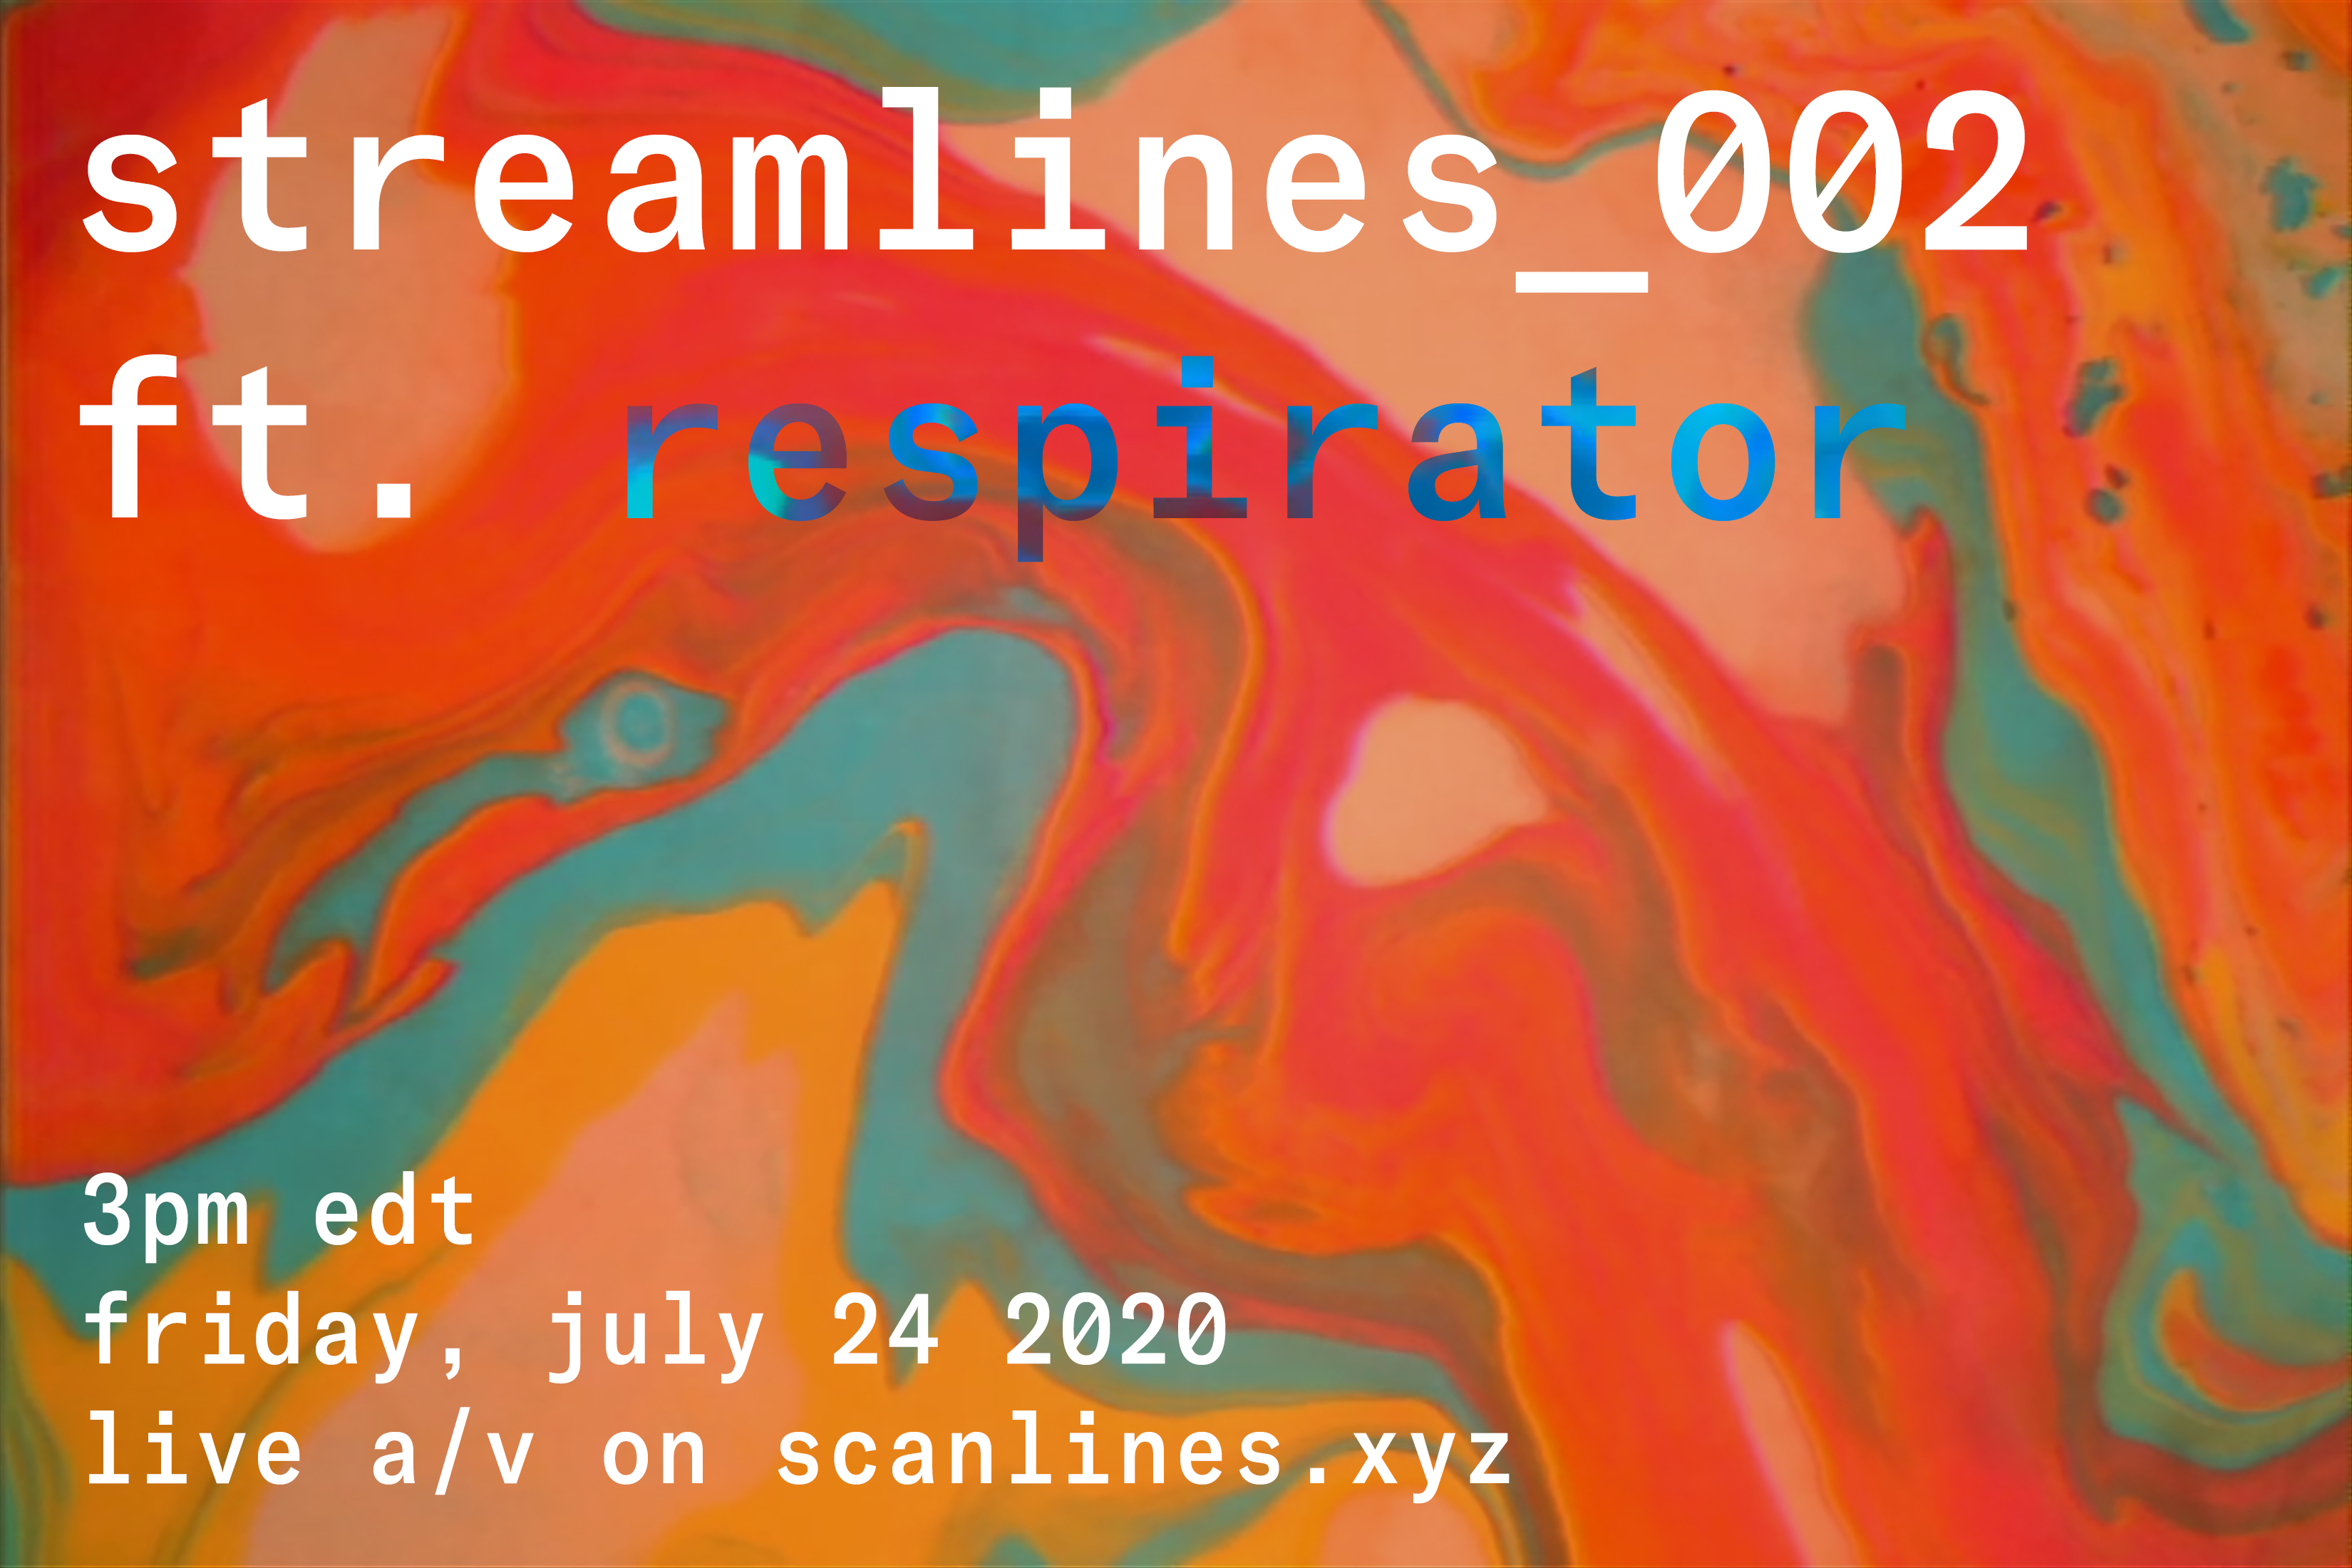 streamlines_002
ft. respirator
3pm edt
friday, july 24 2020
live a/v on scanlines.xyz